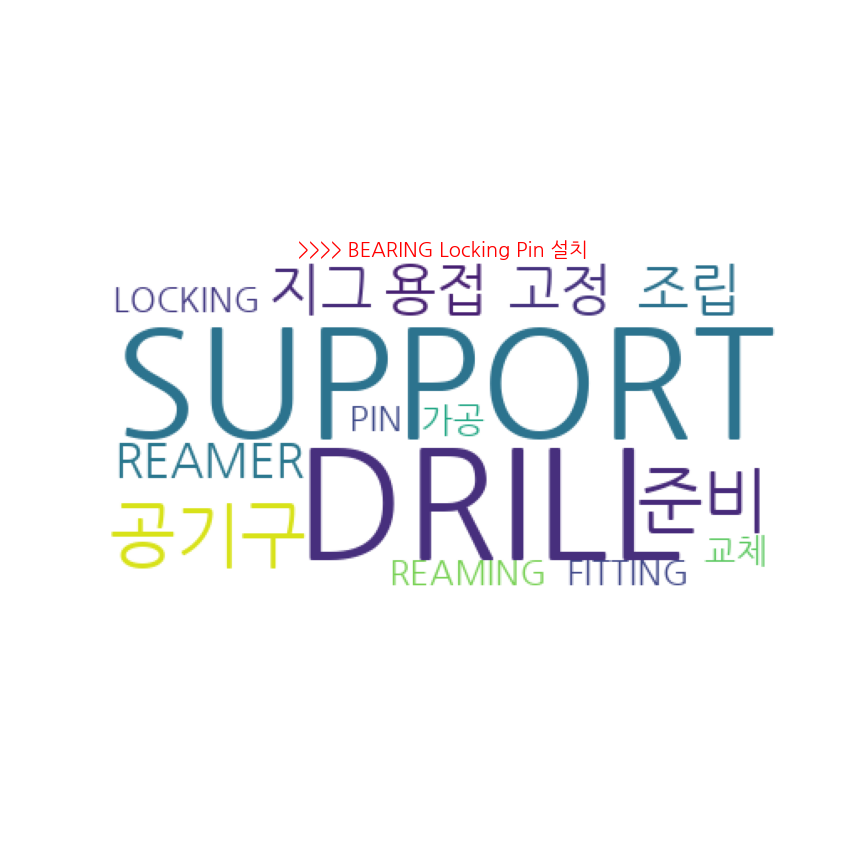 >>>> BEARING Locking Pin 설치
LOCKING 지그 용접 고정 조립
SUPPORT
PIN 가공
REAMER DRILL 준비
공기구
REAMING FITTING 교체